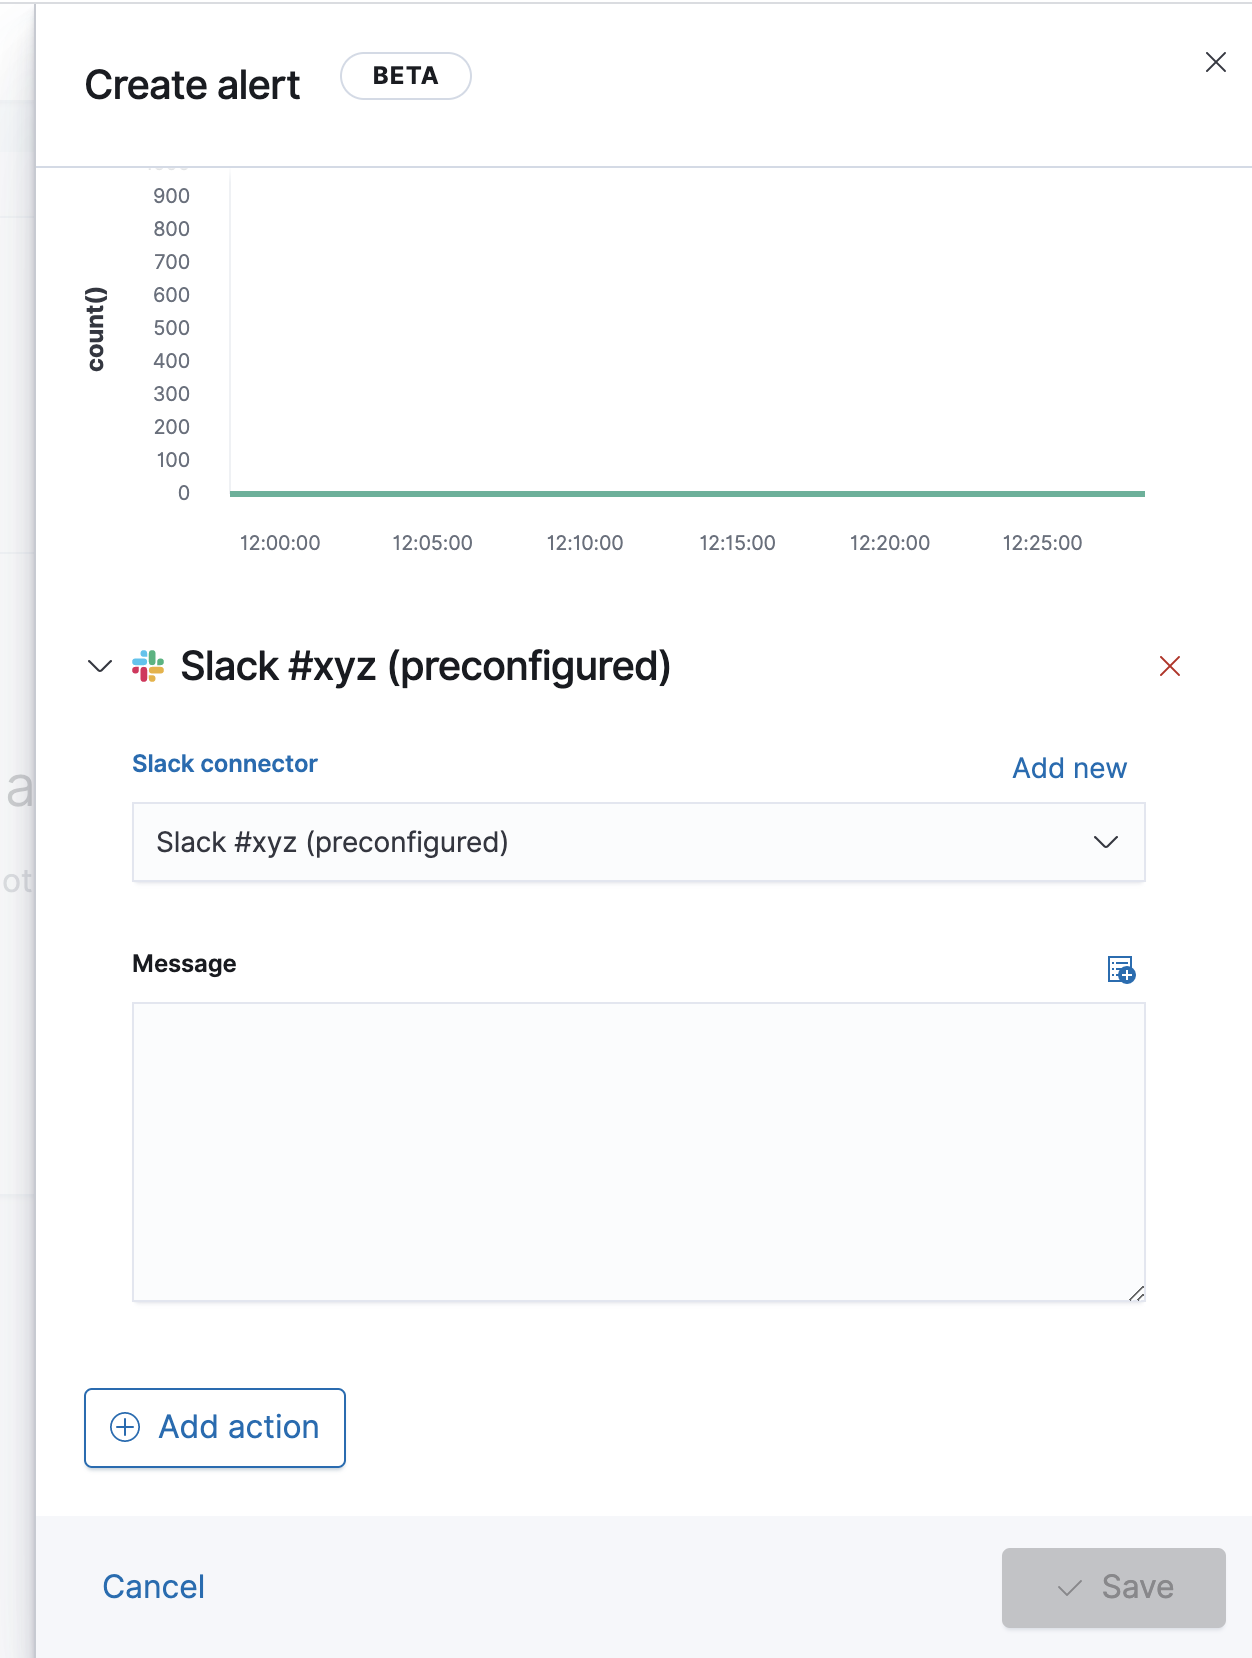 Create alert
BETA
900
800
700
600
500
400
300
200
100
0
count()
12:00:00 12:05:00 12:10:00 12:15:00 12:20:00 12:25:00
Slack #xyz (preconfigured)
Slack connector
Add new
Slack #xyz (preconfigured)
Message
Add action
Cancel
Save